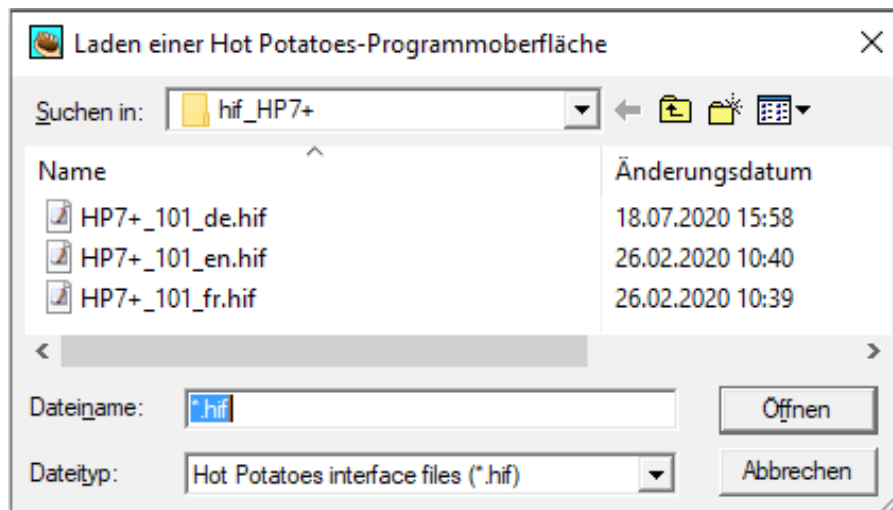 Laden einer Hot Potatoes-Programmoberfläche
Suchen in: hif_HP7+
Name Änderungsdatum
HP7+_101_de.hif 18.07.2020 15:58
HP7+_101_en.hif 26.02.2020 10:40
HP7+_101_fr.hif 26.02.2020 10:39
Dateiname: *.hif Öffnen
Dateityp: Hot Potatoes interface files (*.hif) Abbrechen